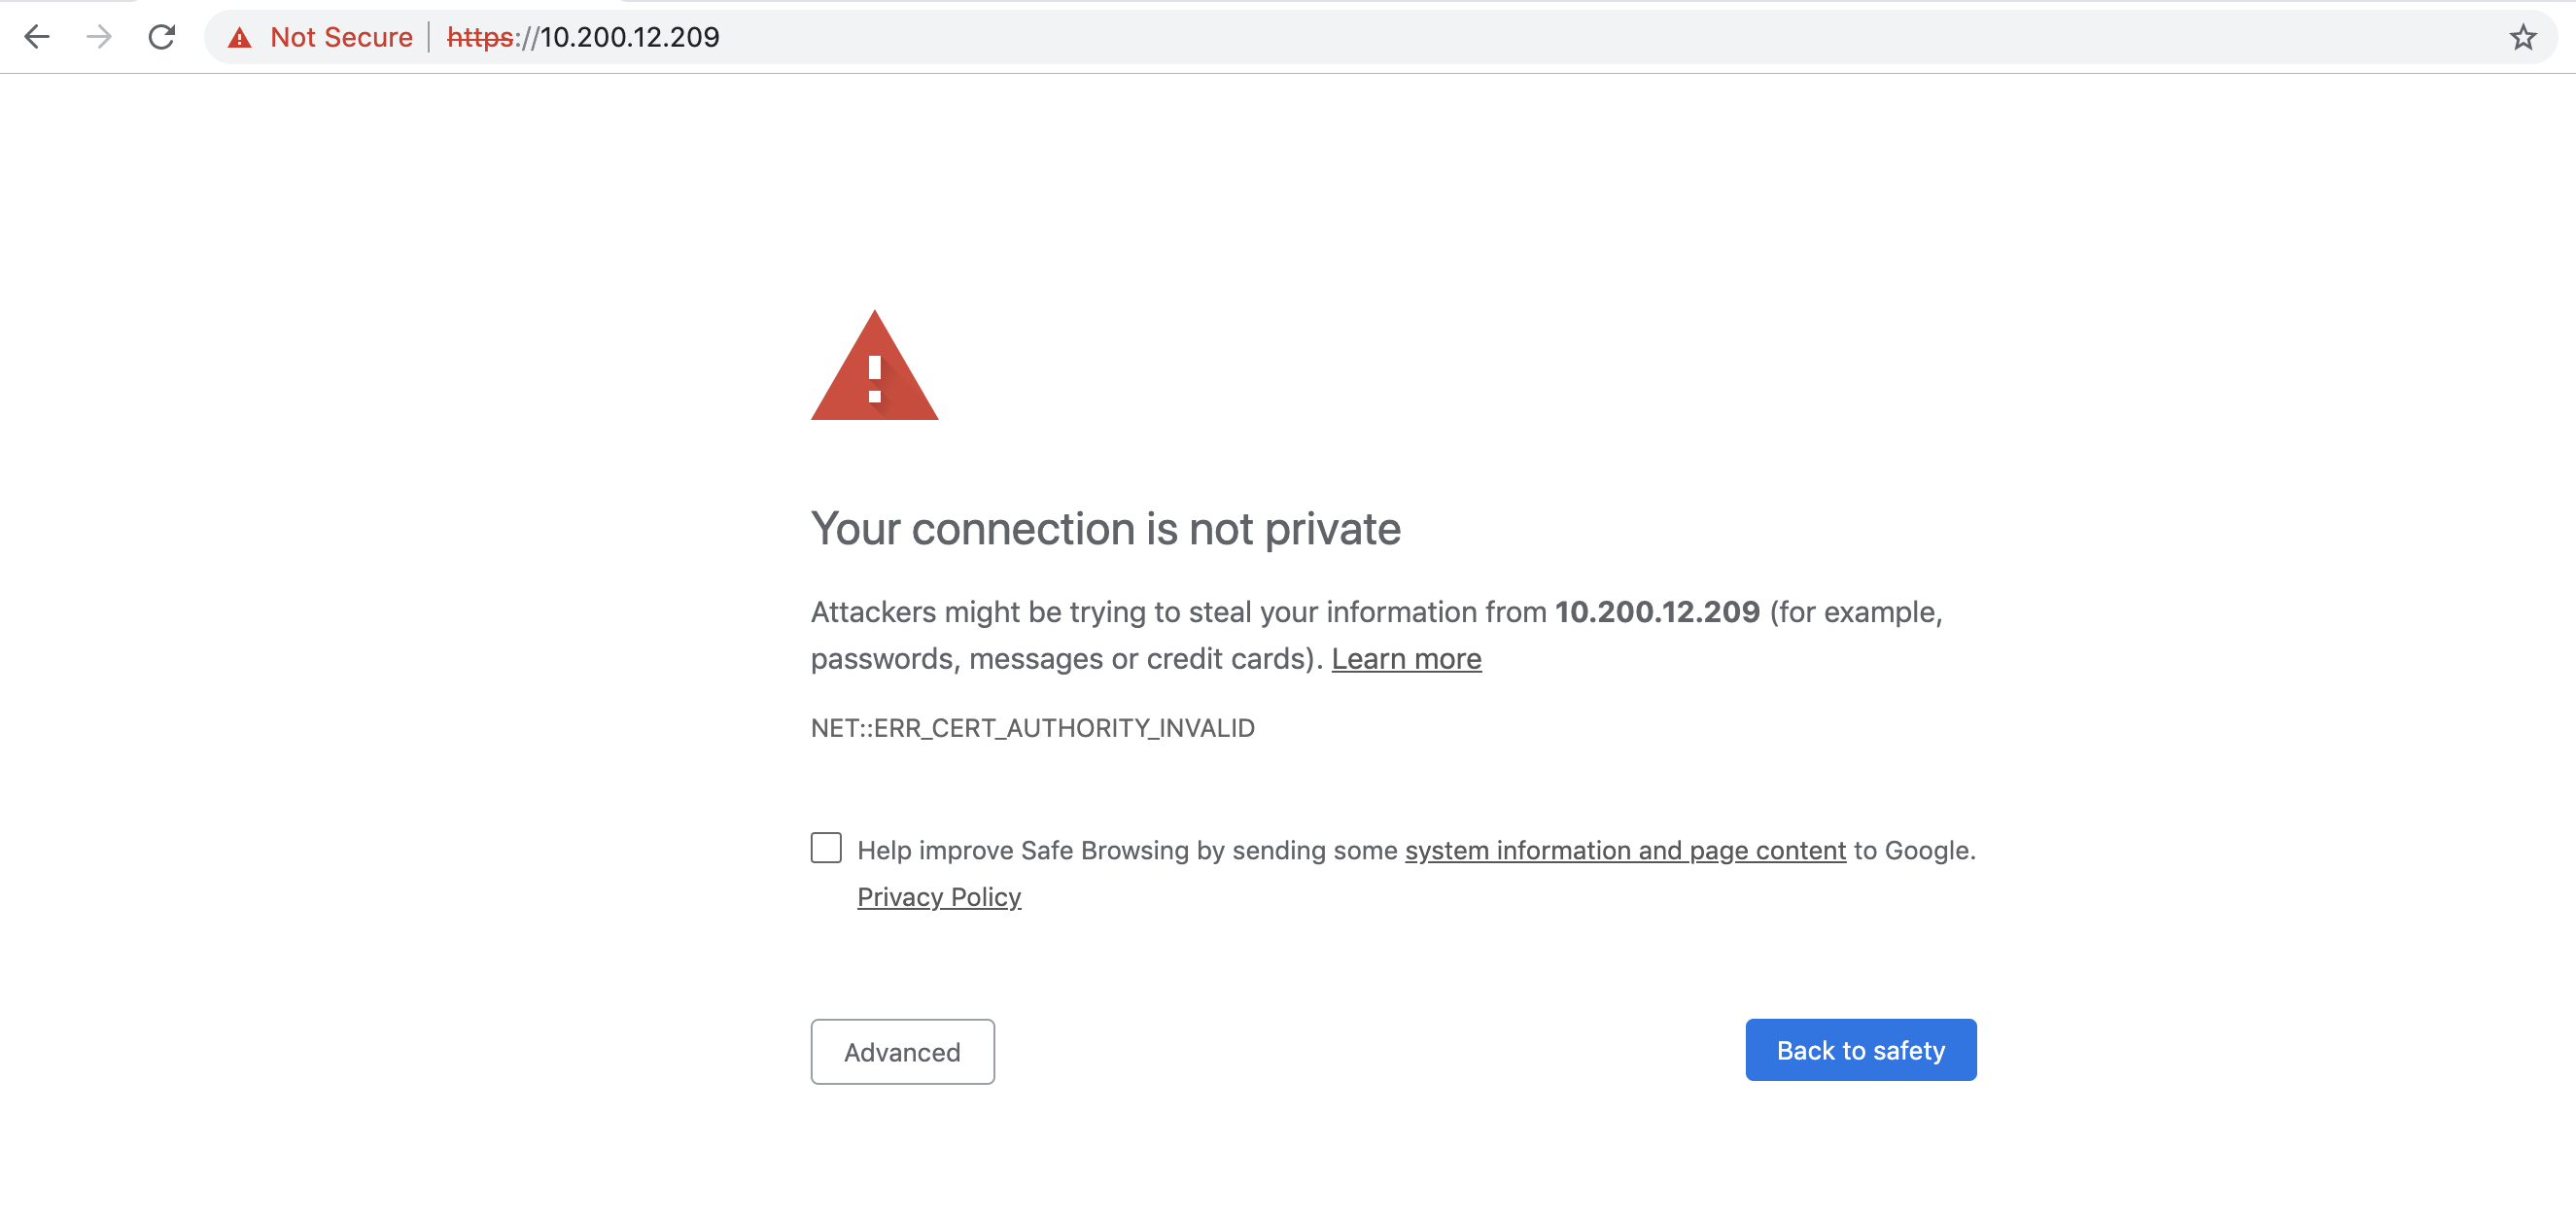 Not Secure | https://10.200.12.209
Your connection is not private
Attackers might be trying to steal your information from 10.200.12.209 (for example,
passwords, messages or credit cards). Learn more
NET::ERR_CERT_AUTHORITY_INVALID
Help improve Safe Browsing by sending some system information and page content to Google.
Privacy Policy
Advanced
Back to safety